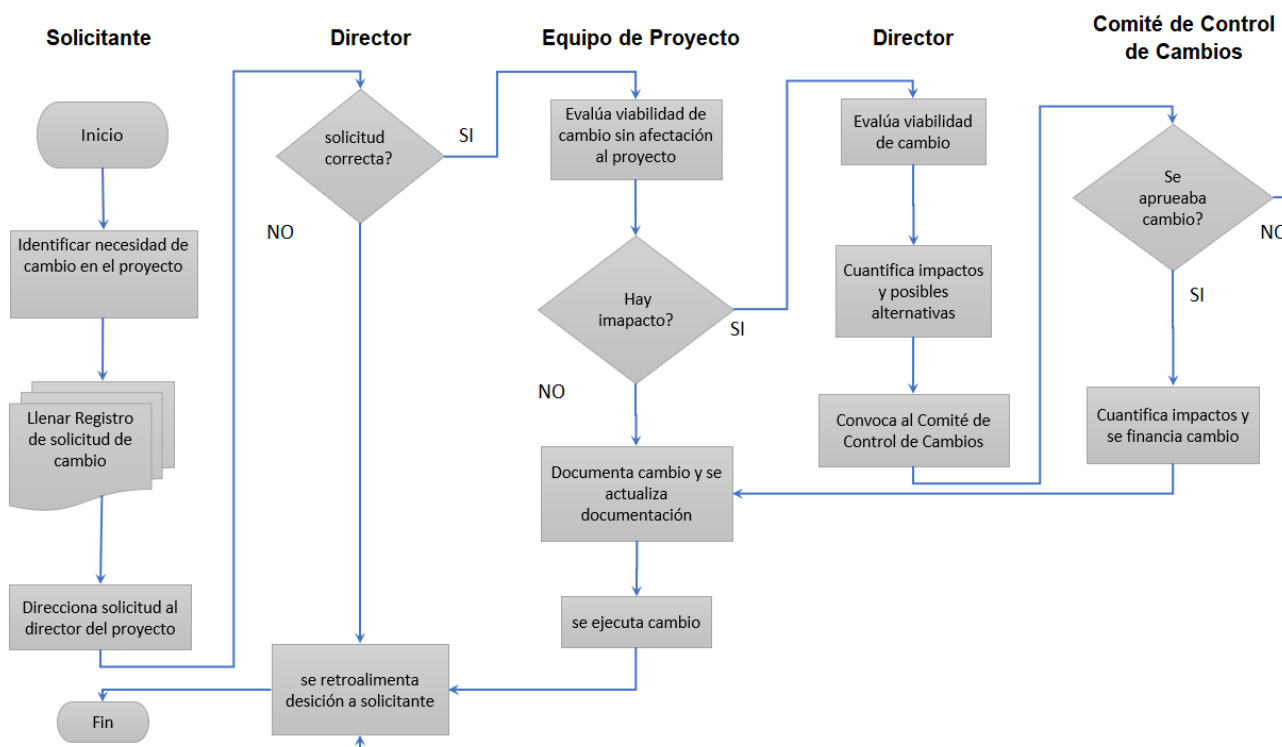 Solicitante
Director
Equipo de Proyecto
Director
Comité de Control
de Cambios
Inicio
Identificar necesidad de
cambio en el proyecto
Llenar Registro
de solicitud de
cambio
Direcciona solicitud al
director del proyecto
Fin
solicitud
correcta?
SI
NO
se retroalimenta
desición a solicitante
Evalúa viabilidad de
cambio sin afectación
al proyecto
Hay
imapacto?
SI
NO
Documenta cambio y se
actualiza
documentación
se ejecuta cambio
Evalúa viabilidad
de cambio
Cuantifica impactos
y posibles
alternativas
Convoca al Comité de
Control de Cambios
Se
aprueaba
cambio?
NO
SI
Cuantifica impactos y
se financia cambio